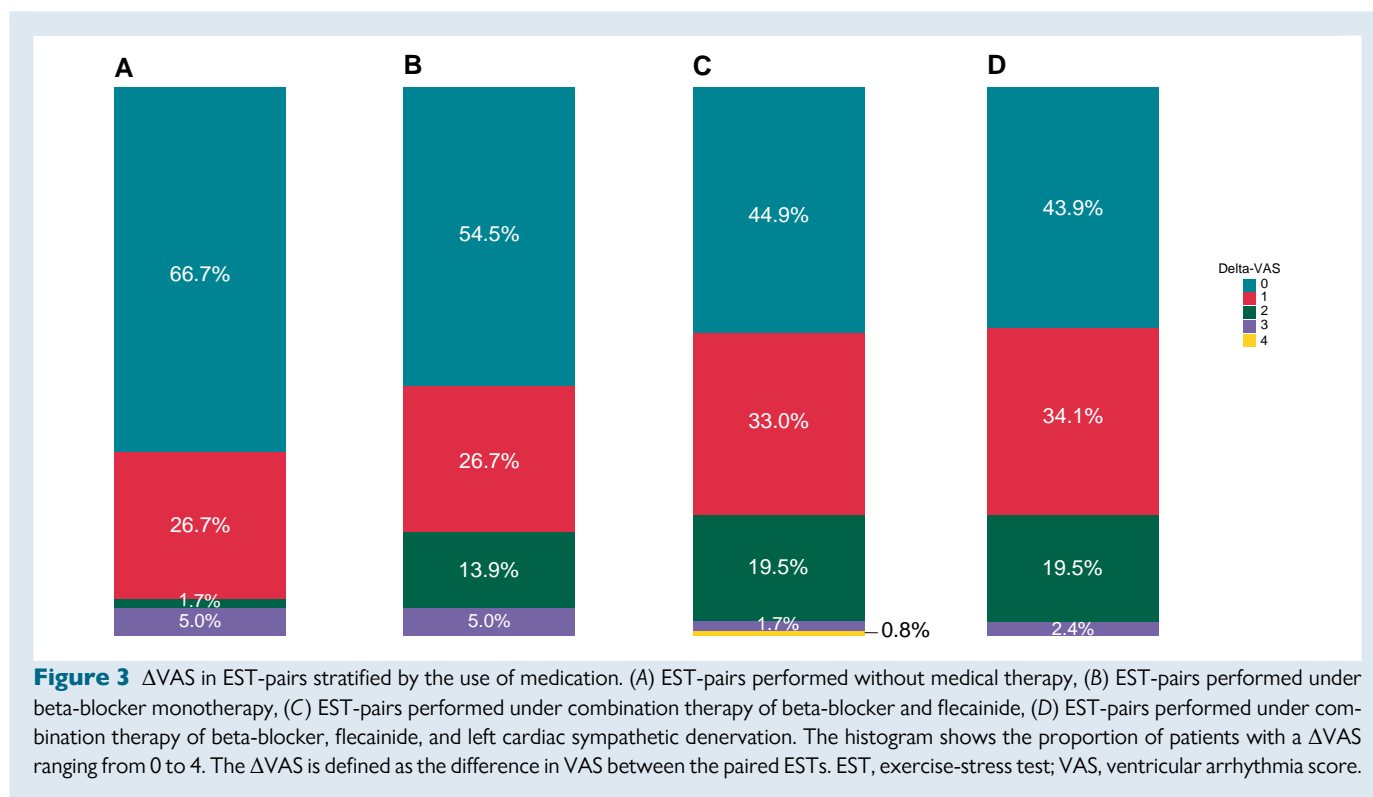 A
B
C
D
66.7%
26.7%
1.7%
5.0%
54.5%
26.7%
13.9%
5.0%
44.9%
33.0%
19.5%
1.7%
0.8%
43.9%
34.1%
19.5%
2.4%
Delta-VAS
0
1
2
3
4
Figure 3 ΔVAS in EST-pairs stratified by the use of medication. (A) EST-pairs performed without medical therapy, (B) EST-pairs performed under
beta-blocker monotherapy, (C) EST-pairs performed under combination therapy of beta-blocker and flecainide, (D) EST-pairs performed under com-
bination therapy of beta-blocker, flecainide, and left cardiac sympathetic denervation. The histogram shows the proportion of patients with a ΔVAS
ranging from 0 to 4. The ΔVAS is defined as the difference in VAS between the paired ESTs. EST, exercise-stress test; VAS, ventricular arrhythmia score.